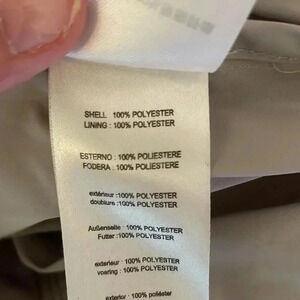 SHELL : 100% POLYESTER
LINING : 100% POLYESTER
ESTERNO : 100% POLIESTERE
FODERA : 100% POLIESTERE
extérieur :100% POLYESTER
doublure :100% POLYESTER
Außenseite :100% POLYESTER
Futter :100% POLYESTER
exterieur : 100% POLYESTER
voering : 100% POLYESTER
exterior : 100% poliéster